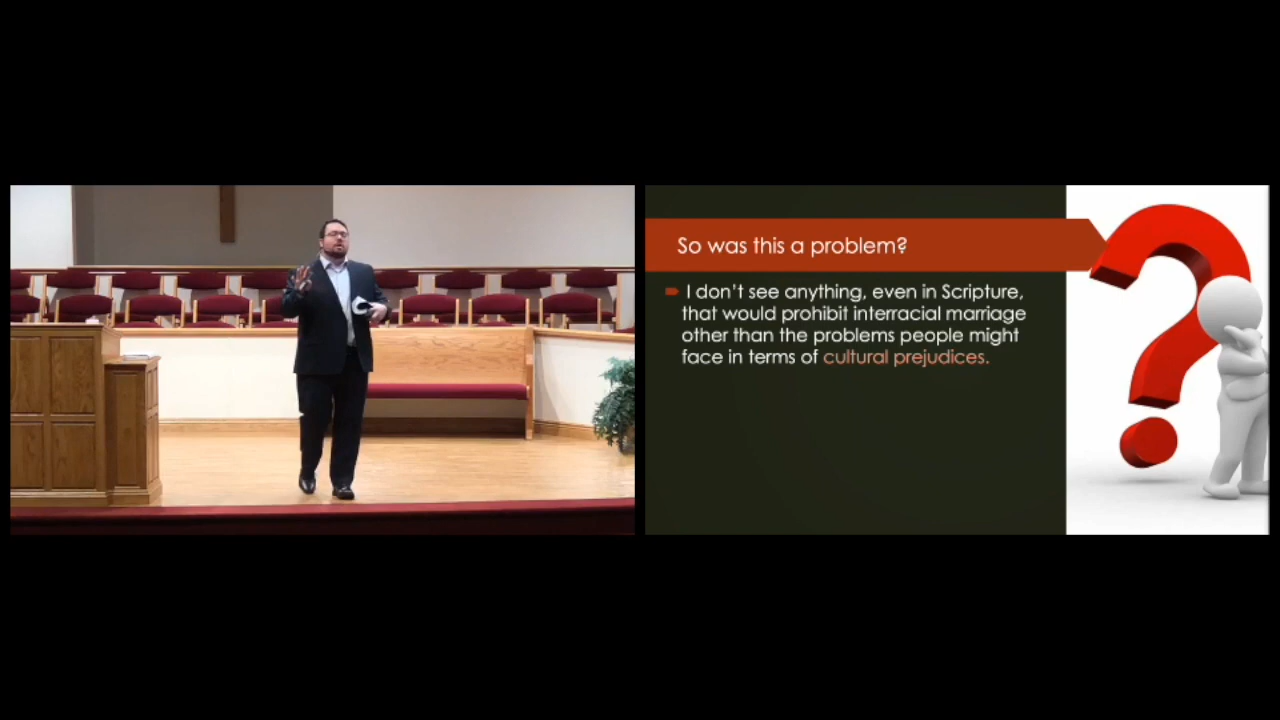 So was this a problem?
I don't see anything, even in Scripture,
that would prohibit interracial marriage
other than the problems people might
face in terms of cultural prejudices.